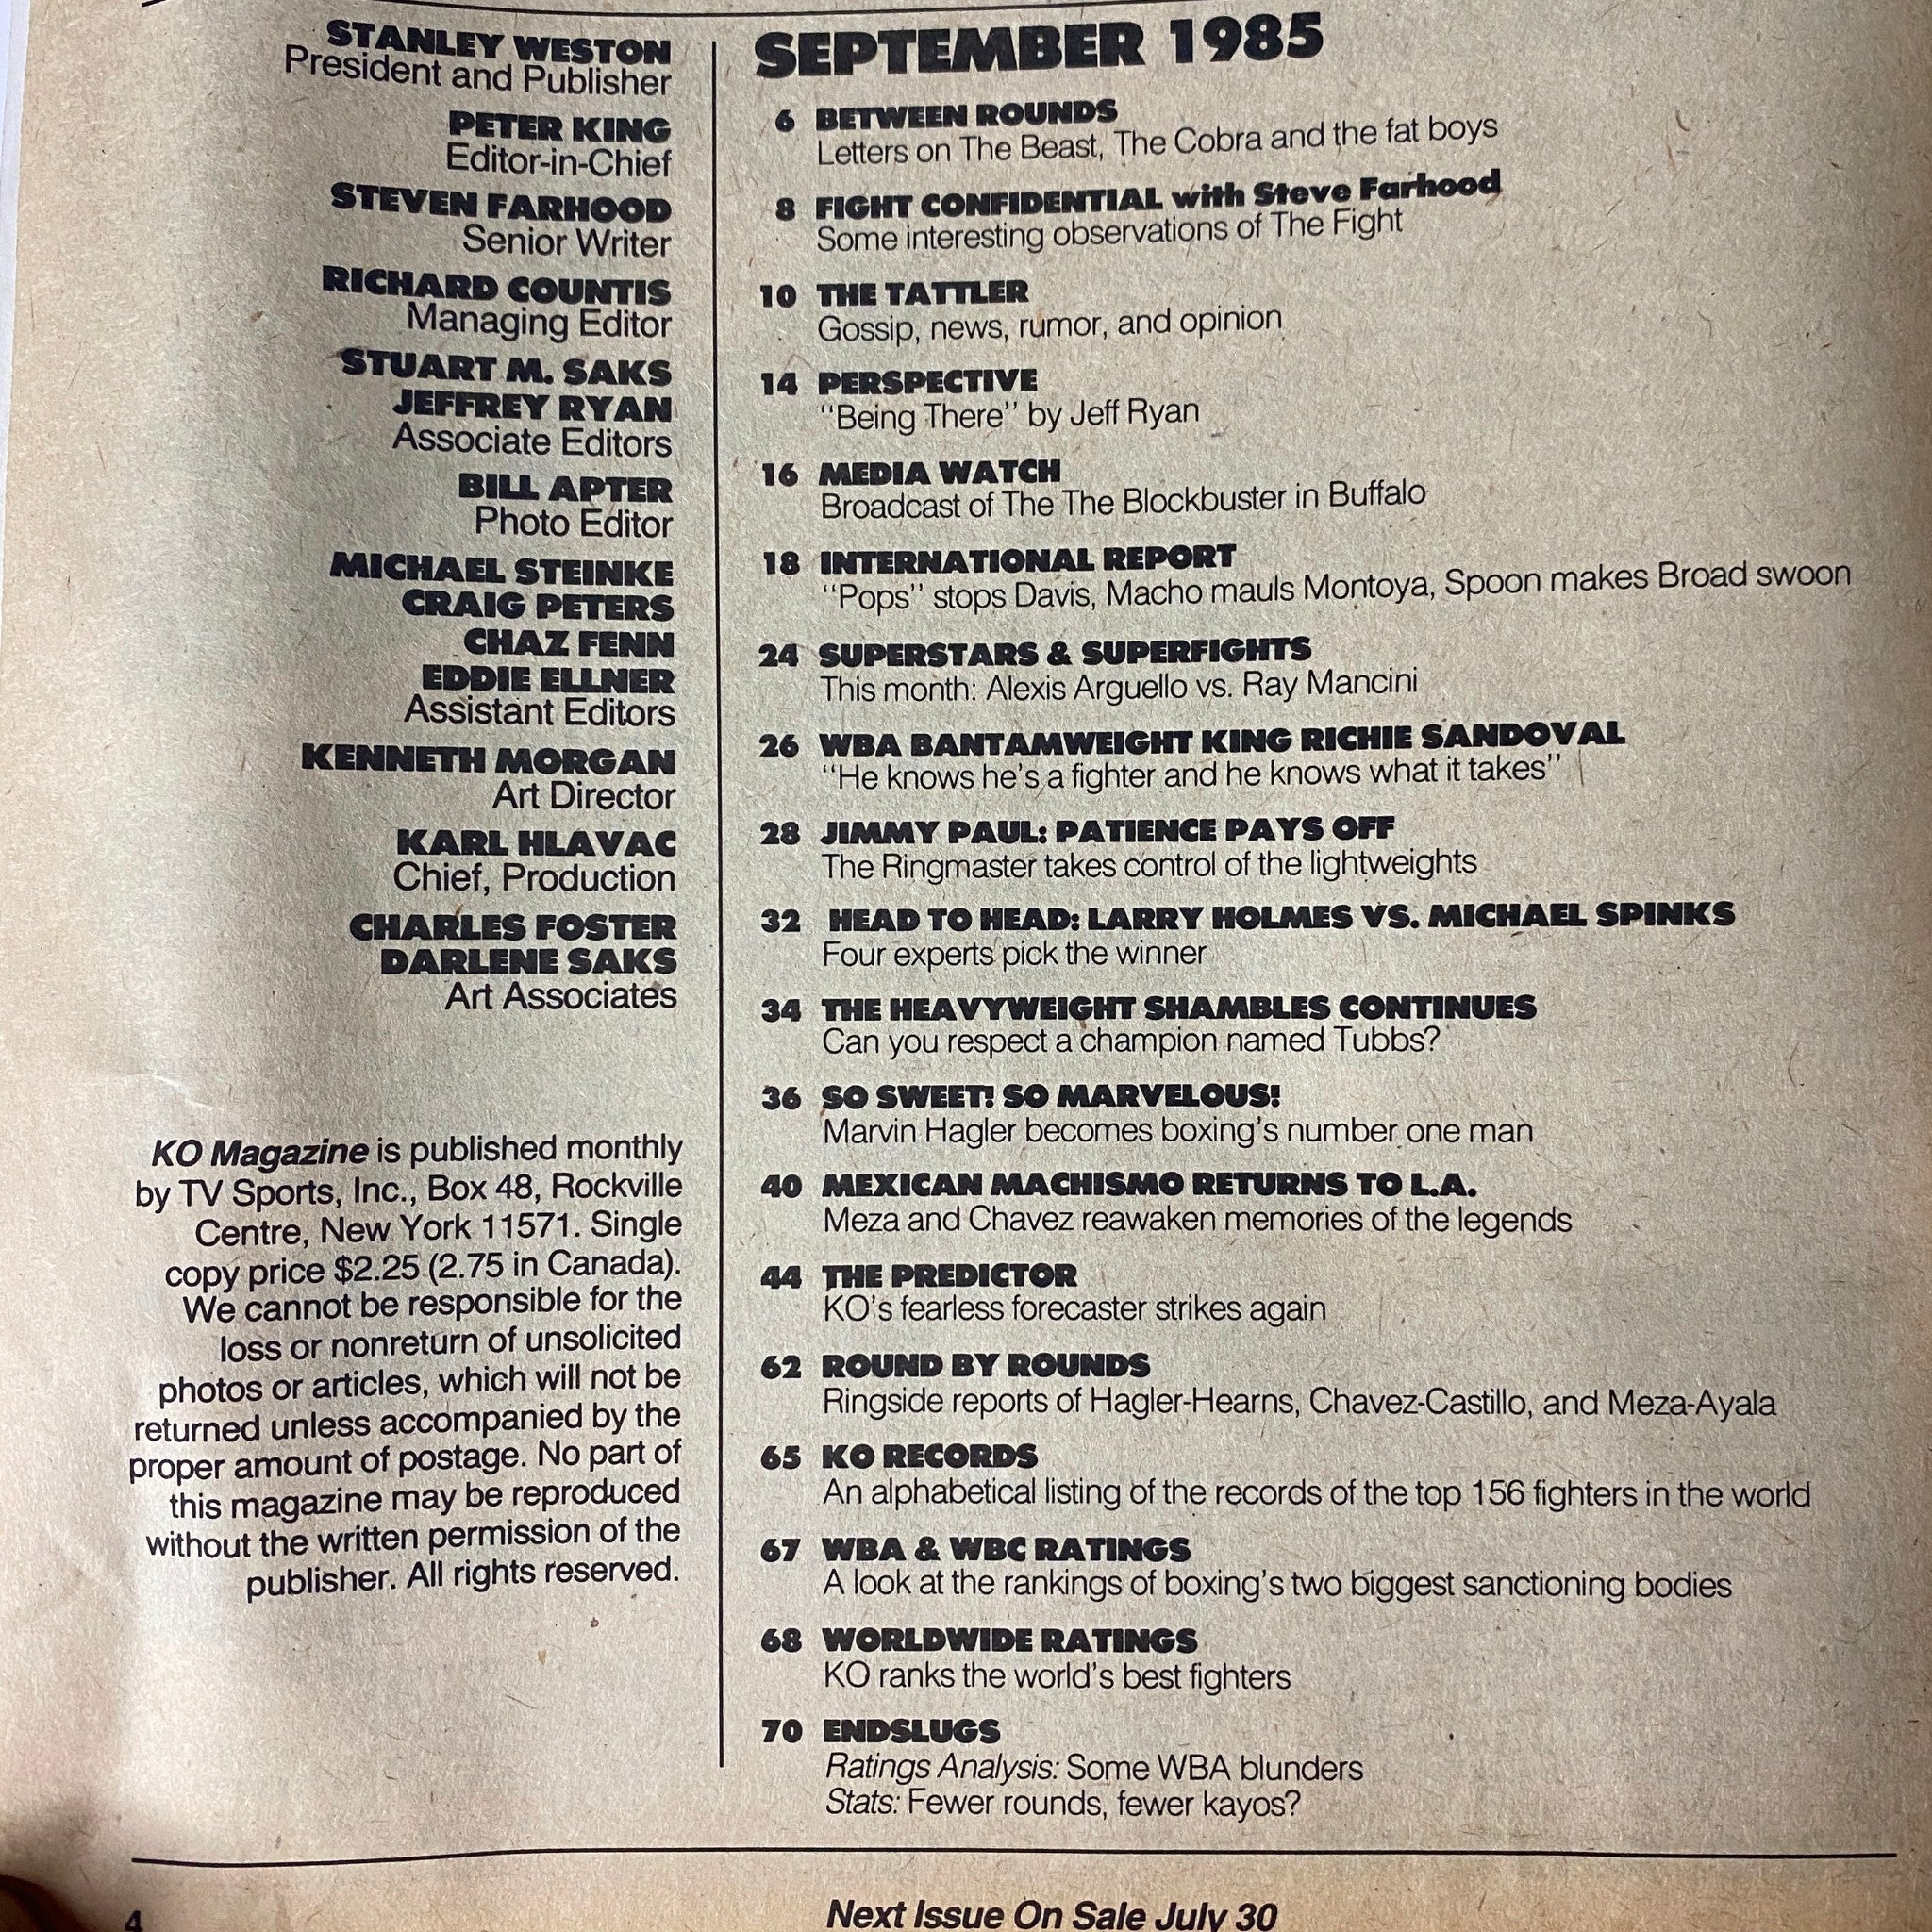 STANLEY WESTON
President and Publisher
PETER KING
Editor-in-Chief
STEVEN FARHOOD
Senior Writer
RICHARD COUNTIS
Managing Editor
STUART M. SAKS
JEFFREY RYAN
Associate Editors
BILL APTER
Photo Editor
MICHAEL STEINKE
CRAIG PETERS
CHAZ FENN
EDDIE ELLNER
Assistant Editors
KENNETH MORGAN
Art Director
KARL HLAVAC
Chief, Production
CHARLES FOSTER
DARLENE SAKS
Art Associates
KO Magazine is published monthly
by TV Sports, Inc., Box 48, Rockville
Centre, New York 11571. Single
copy price $2.25 (2.75 in Canada).
We cannot be responsible for the
loss or nonreturn of unsolicited
photos or articles, which will not be
returned unless accompanied by the
proper amount of postage. No part of
this magazine may be reproduced
without the written permission of the
publisher. All rights reserved.
SEPTEMBER 1985
6 BETWEEN ROUNDS
Letters on The Beast, The Cobra and the fat boys
8 FIGHT CONFIDENTIAL with Steve Farhood
Some interesting observations of The Fight
10 THE TATTLER
Gossip, news, rumor, and opinion
14 PERSPECTIVE
"Being There" by Jeff Ryan
16 MEDIA WATCH
Broadcast of The The Blockbuster in Buffalo
18 INTERNATIONAL REPORT
"Pops" stops Davis, Macho mauls Montoya, Spoon makes Broad swoon
24 SUPERSTARS & SUPERFIGHTS
This month: Alexis Arguello vs. Ray Mancini
26 WBA BANTAMWEIGHT KING RICHIE SANDOVAL
"He knows he's a fighter and he knows what it takes"
28 JIMMY PAUL: PATIENCE PAYS OFF
The Ringmaster takes control of the lightweights
32 HEAD TO HEAD: LARRY HOLMES VS. MICHAEL SPINKS
Four experts pick the winner
34 THE HEAVYWEIGHT SHAMBLES CONTINUES
Can you respect a champion named Tubbs?
36 SO SWEET! SO MARVELOUS!
Marvin Hagler becomes boxing's number one man
40 MEXICAN MACHISMO RETURNS TO L.A.
Meza and Chavez reawaken memories of the legends
44 THE PREDICTOR
KO's fearless forecaster strikes again
62 ROUND BY ROUNDS
Ringside reports of Hagler-Hearns, Chavez-Castillo, and Meza-Ayala
65 KO RECORDS
An alphabetical listing of the records of the top 156 fighters in the world
67 WBA & WBC RATINGS
A look at the rankings of boxing's two biggest sanctioning bodies
68 WORLDWIDE RATINGS
KO ranks the world's best fighters
70 ENDSLUGS
Ratings Analysis: Some WBA blunders
Stats: Fewer rounds, fewer kayos?
4
Next Issue On Sale July 30